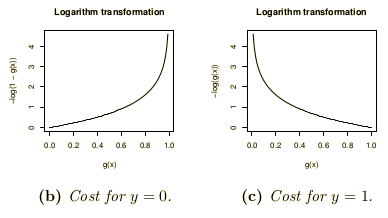 Logarithm transformation
−log(1 − g(x))
4
3
2
1
0
0.0 0.2 0.4 0.6 0.8 1.0
g(x)
(b) Cost for y = 0.
Logarithm transformation
−log(g(x))
4
3
2
1
0
0.0 0.2 0.4 0.6 0.8 1.0
g(x)
(c) Cost for y = 1.